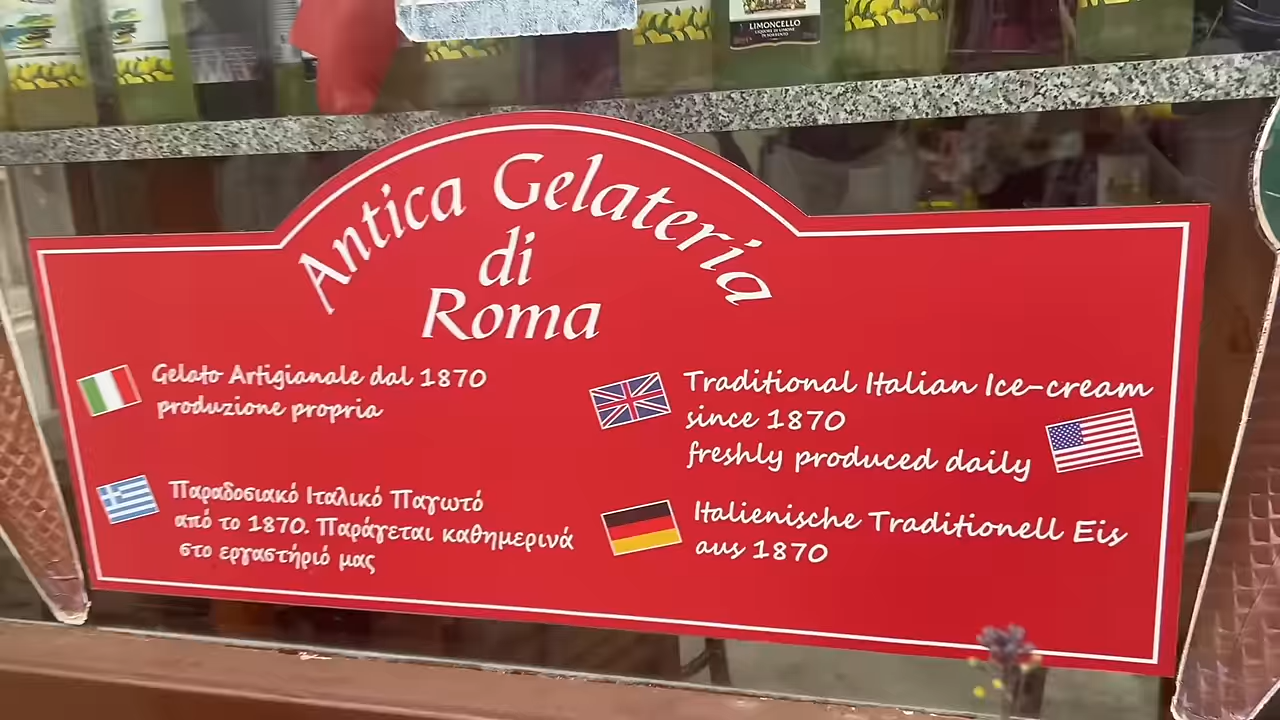 LIMONCELLO
Antica Gelateria
di
Roma
Gelato Artigianale dal 1870
produzione propria
Παραδοσιακό Ιταλικό Παγωτό
από το 1870. Παράγεται καθημερινά
στο εργαστήριό μας
Traditional Italian Ice-cream
since 1870
freshly produced daily
Italienische Traditionell Eis
aus 1870